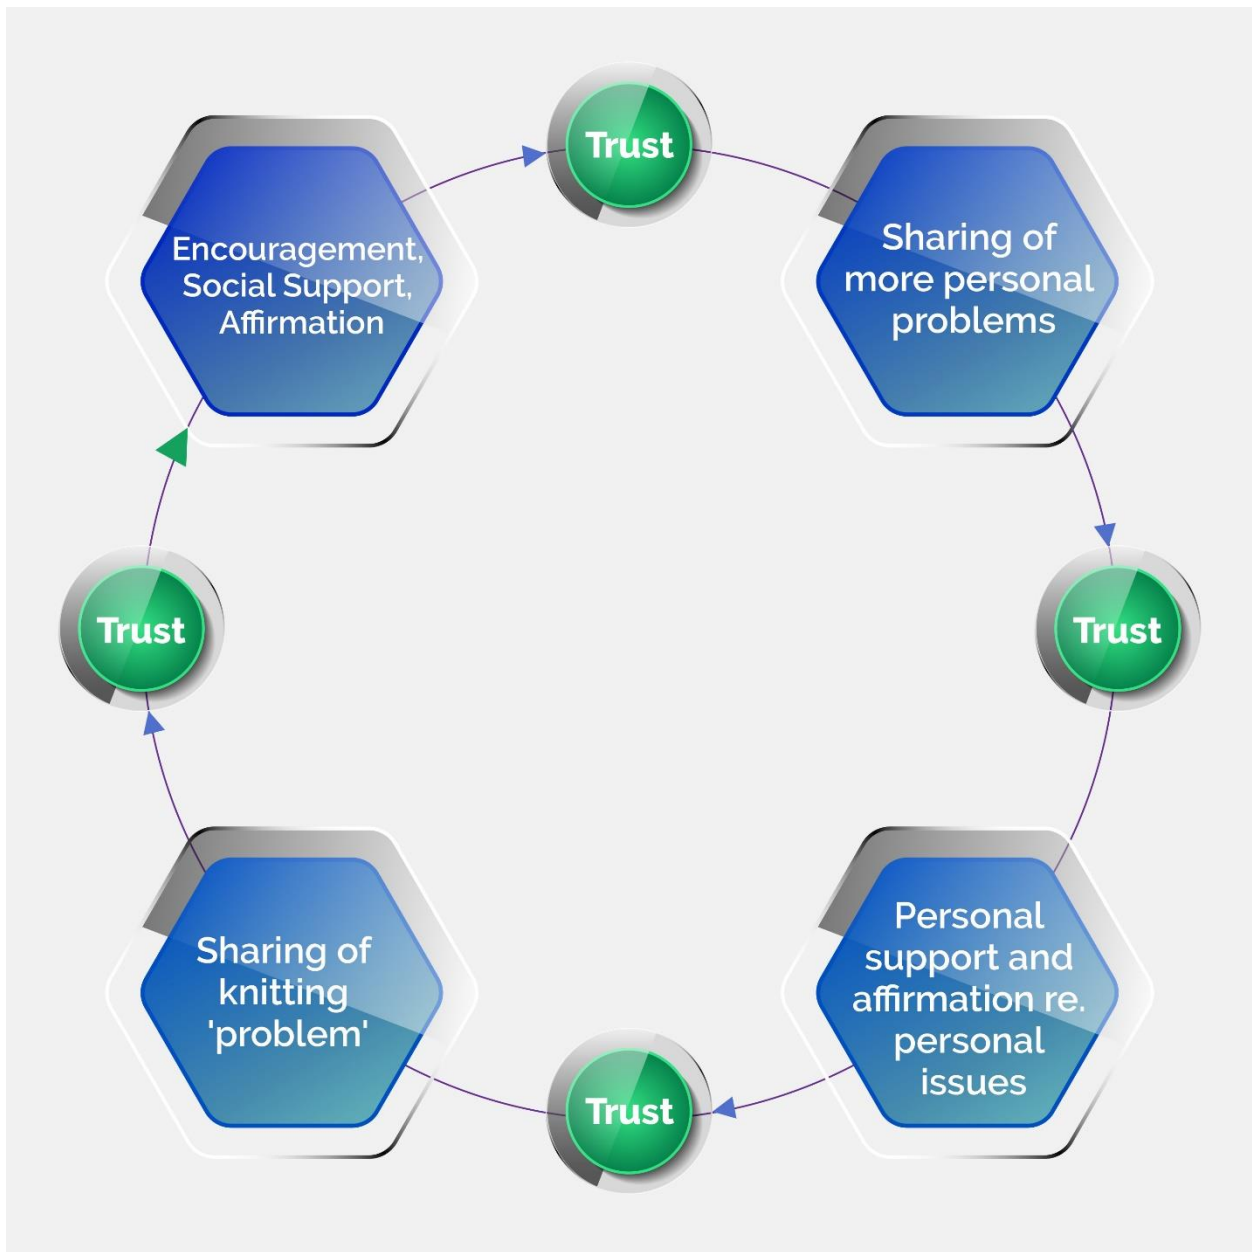 Trust
Encouragement,
Social Support,
Affirmation
Sharing of
more personal
problems
Trust
Trust
Sharing of
knitting
'problem'
Personal
support and
affirmation re.
personal
issues
Trust